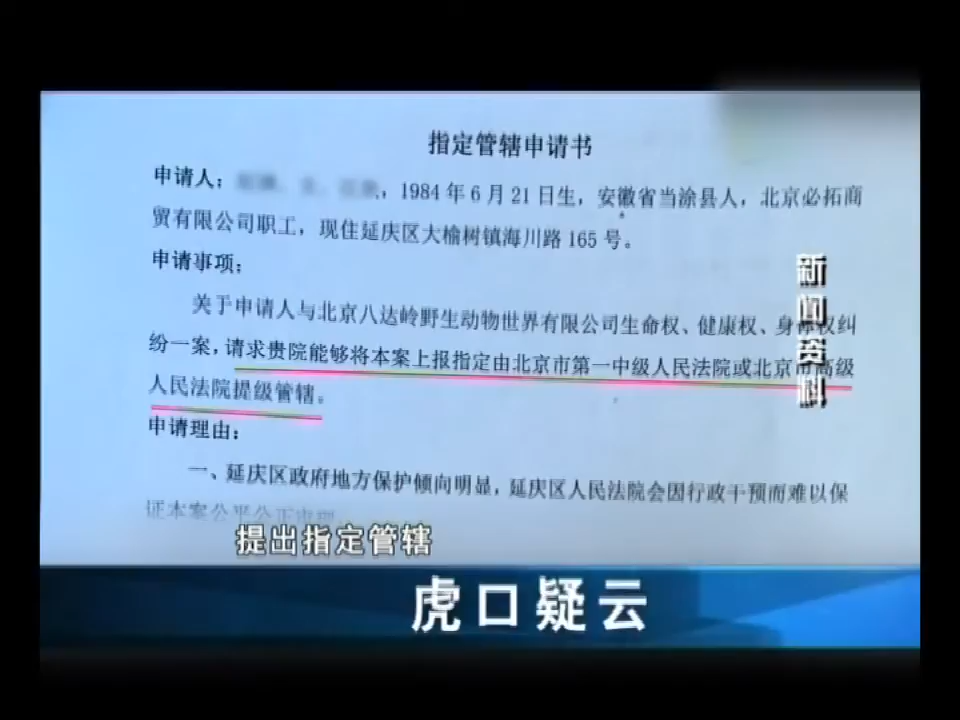 指定管辖申请书
申请人：，1984年6月21日生，安徽省当涂县人，北京必拓商
贸有限公司职工，现住延庆区大榆树镇海川路165号。
申请事项：
关于申请人与北京八达岭野生动物世界有限公司生命权、健康权、身体权纠
纷一案，请求贵院能够将本案上报指定由北京市第一中级人民法院或北京市高级
人民法院提级管辖。
申请理由：
一、延庆区政府地方保护倾向明显，延庆区人民法院会因行政干预而难以保
证本案公平公正审理
新闻资料
提出指定管辖
虎口疑云